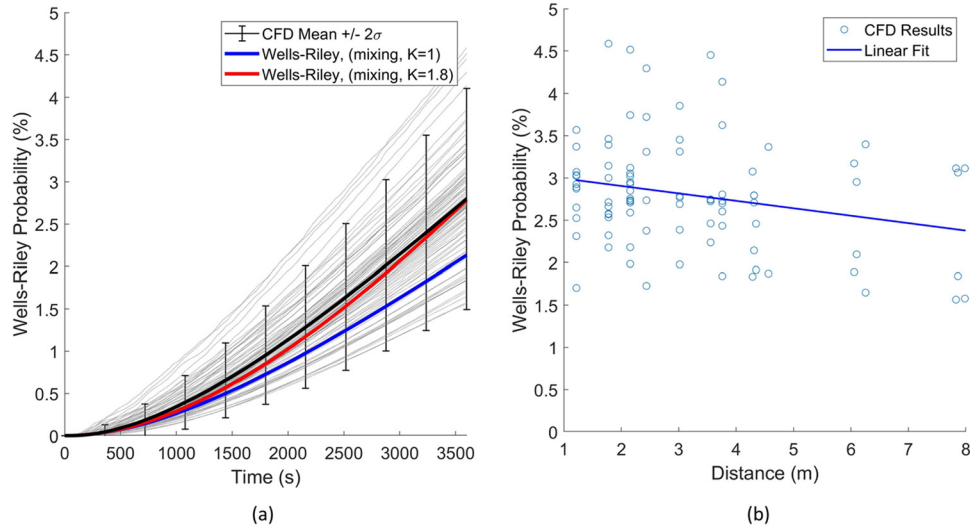 5
4.5
4
3.5
3
2.5
2
1.5
1
0.5
0
Wells-Riley Probability (%)
CFD Mean +/- 2σ
Wells-Riley, (mixing, K=1)
Wells-Riley, (mixing, K=1.8)
0 500 1000 1500 2000 2500 3000 3500
Time (s)
(a)
5
4.5
4
3.5
3
2.5
2
1.5
1
0.5
0
Wells-Riley Probability (%)
CFD Results
Linear Fit
1 2 3 4 5 6 7 8
Distance (m)
(b)